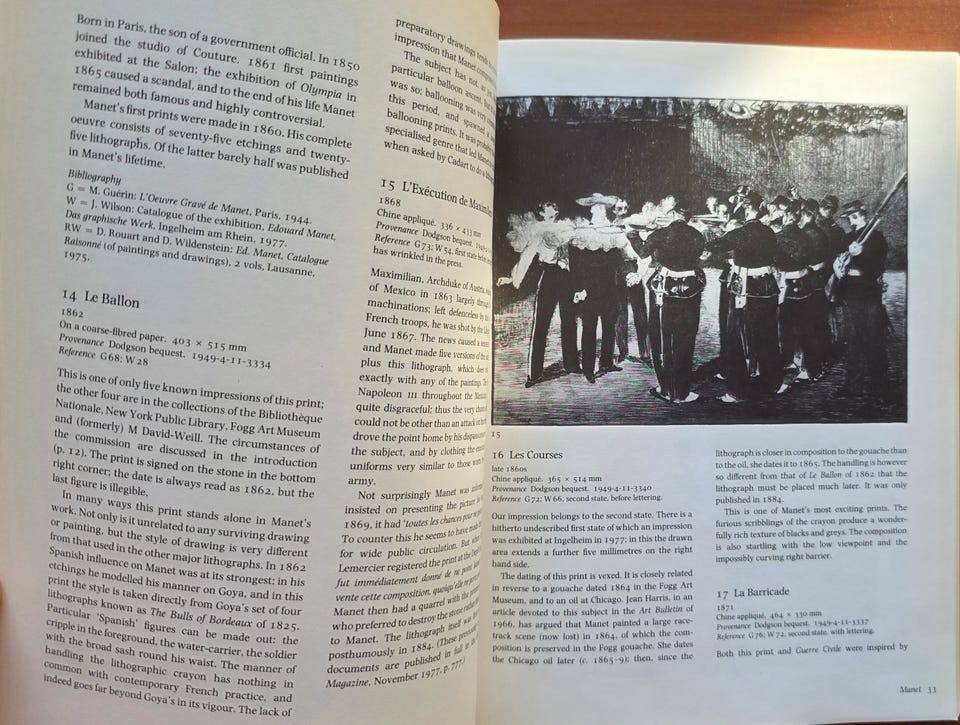 Born in Paris, the son of a government official. In 1850
joined the studio of Couture. 1861 first paintings
exhibited at the Salon; the exhibition of Olympia in
1865 caused a scandal, and to the end of his life Manet
remained both famous and highly controversial.
Manet's first prints were made in 1860. His complete
oeuvre consists of seventy-five etchings and twenty-
five lithographs. Of the latter barely half was published
in Manet's lifetime.
Bibliography
G = M. Guérin: L'Oeuvre Gravé de Manet, Paris, 1944.
W = J. Wilson: Catalogue of the exhibition, Edouard Manet,
Das graphische Werk, Ingelheim am Rhein, 1977.
RW = D. Rouart and D. Wildenstein: Ed. Manet, Catalogue
Raisonné (of paintings and drawings), 2 vols, Lausanne,
1975.
14 Le Ballon
1862
On a coarse-fibred paper. 403 × 515 mm
Provenance Dodgson bequest. 1949-4-11-3334
Reference G68; W28
This is one of only five known impressions of this print;
the other four are in the collections of the Bibliothèque
Nationale, New York Public Library, Fogg Art Museum
and (formerly) M David-Weill. The circumstances of
the commission are discussed in the introduction
(p. 12). The print is signed on the stone in the bottom
right corner; the date is always read as 1862, but the
last figure is illegible.
In many ways this print stands alone in Manet's
work. Not only is it unrelated to any surviving drawing
or painting, but the style of drawing is very different
from that used in the other lithographs. In 1862
Spanish influence on Manet was at its strongest; in his
etchings he modelled his manner on Goya, and in this
print the style is taken directly from Goya's set of four
lithographs known as The Bulls of Bordeaux of 1825.
Particular 'Spanish' figures can be made out: the
cripple in the foreground, the water-carrier, the soldier
with the broad sash round his waist. The manner of
handling the lithographic crayon has nothing in
common with contemporary French practice, and
indeed goes far beyond Goya's in its vigour. The lack of
preparatory drawings
impression that Manet
The subject has not, as
particular balloon ascent. But
was so; ballooning was very
this period, and spawned a
ballooning prints. It was
specialised genre that led Manet
when asked by Cadart to do a
15 L'Exécution de
1868
Chine appliqué. 336 × 433 mm
Provenance Dodgson bequest.
Reference G73; W54, first state before
has wrinkled in the press.
Maximilian, Archduke of Austria,
of Mexico in 1863 largely through
machinations; left defenceless by
French troops, he was shot by the
June 1867. The news caused a
and Manet made five versions of the
plus this lithograph, which does
exactly with any of the paintings.
Napoleon III throughout the
quite disgraceful; thus the very
could not be other than an attack on
drove the point home by his
the subject, and by clothing the
uniforms very similar to those
army.
Not surprisingly Manet was
insisted on presenting the picture
1869, it had 'toutes les chances pour
To counter this he seems to have made
for wide public circulation. But
Lemercier registered the print at the
fut immédiatement donné de ne point
vente cette composition, quoiqu'elle ne
Manet then had a quarrel with the
who preferred to destroy the stone rather
to Manet. The lithograph itself was
posthumously in 1884. (These
documents are published in full in
Magazine, November 1977, p. 777.)
15
16 Les Courses
late 1860s
Chine appliqué. 365 × 514 mm
Provenance Dodgson bequest. 1949-4-11-3340
Reference G72; W66, second state, before lettering.
Our impression belongs to the second state. There is a
hitherto undescribed first state of which an impression
was exhibited at Ingelheim in 1977; in this the drawn
area extends a further five millimetres on the right
hand side.
The dating of this print is vexed. It is closely related
in reverse to a gouache dated 1864 in the Fogg Art
Museum, and to an oil at Chicago. Jean Harris, in an
article devoted to this subject in the Art Bulletin of
1966, has argued that Manet painted a large race-
track scene (now lost) in 1864, of which the com-
position is preserved in the Fogg gouache. She dates
the Chicago oil later (c. 1865–9); then, since the
lithograph is closer in composition to the gouache than
to the oil, she dates it to 1865. The handling is however
so different from that of Le Ballon of 1862 that the
lithograph must be placed much later. It was only
published in 1884.
This is one of Manet's most exciting prints. The
furious scribblings of the crayon produce a wonder-
fully rich texture of blacks and greys. The composition
is also startling with the low viewpoint and the
impossibly curving right barrier.
17 La Barricade
1871
Chine appliqué. 464 × 330 mm
Provenance Dodgson bequest. 1949-4-11-3337
Reference G76; W72, second state, with lettering.
Both this print and Guerre Civile were inspired by
Manet 33